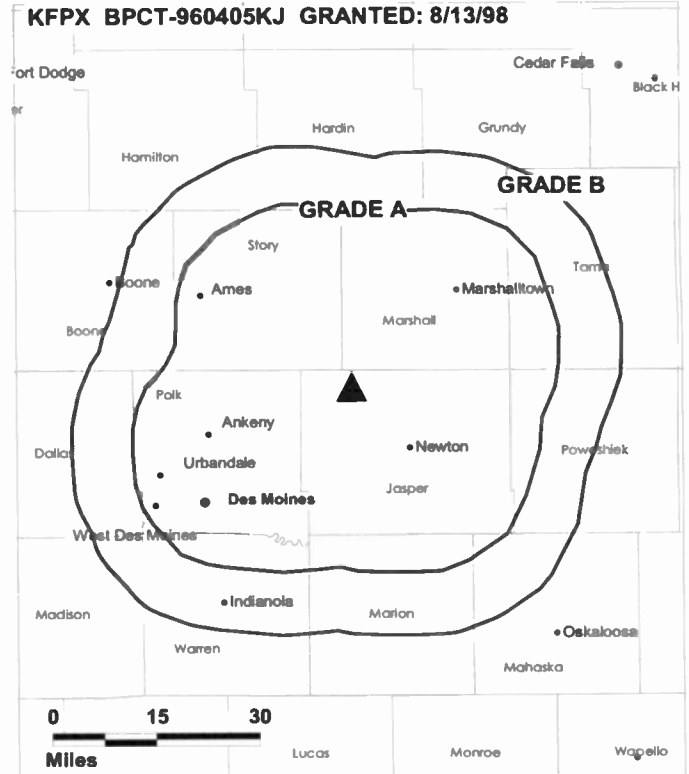 KFPX BPCT-960405KJ GRANTED: 8/13/98
Cedar Falls
ort Dodge
Black H
er
Hardin
Grundy
Hamilton
GRADE B
GRADE A
Story
Tama
Boone
Ames
Marshalltown
Marshall
Boone
Polk
Ankeny
Newton
Dallas
Poweshiek
Urbandale
Jasper
Des Moines
West Des Moines
Indianola
Madison
Marion
Oskaloosa
Warren
Mahaska
0 15 30
Miles
Lucas
Monroe
Wapello